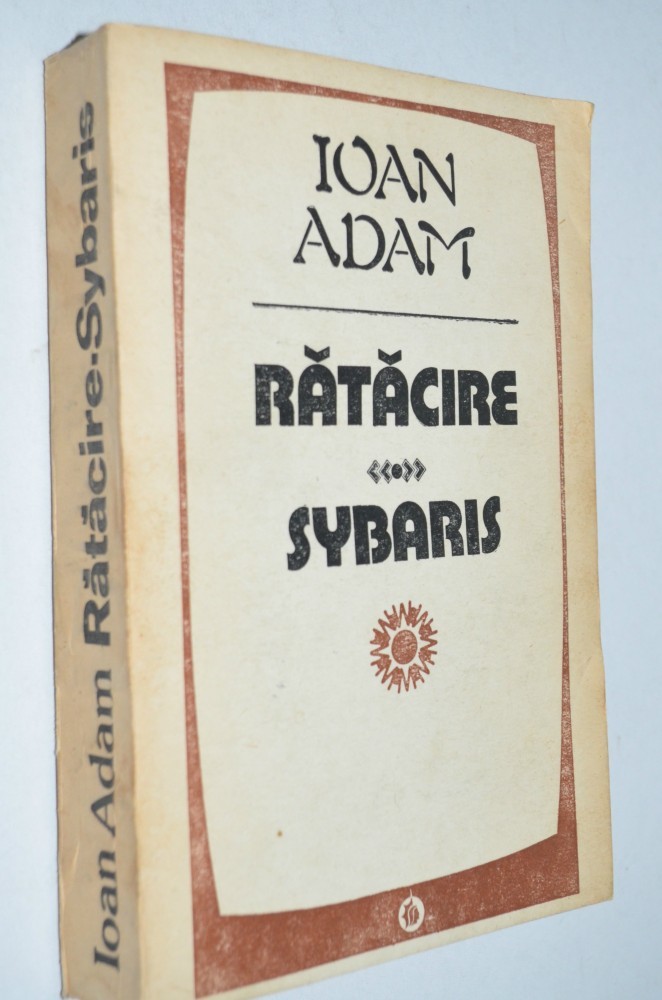 IOAN
ADAM
RĂTĂCIRE
SYBARIS
Ioan Adam Rătăcire-Sybaris